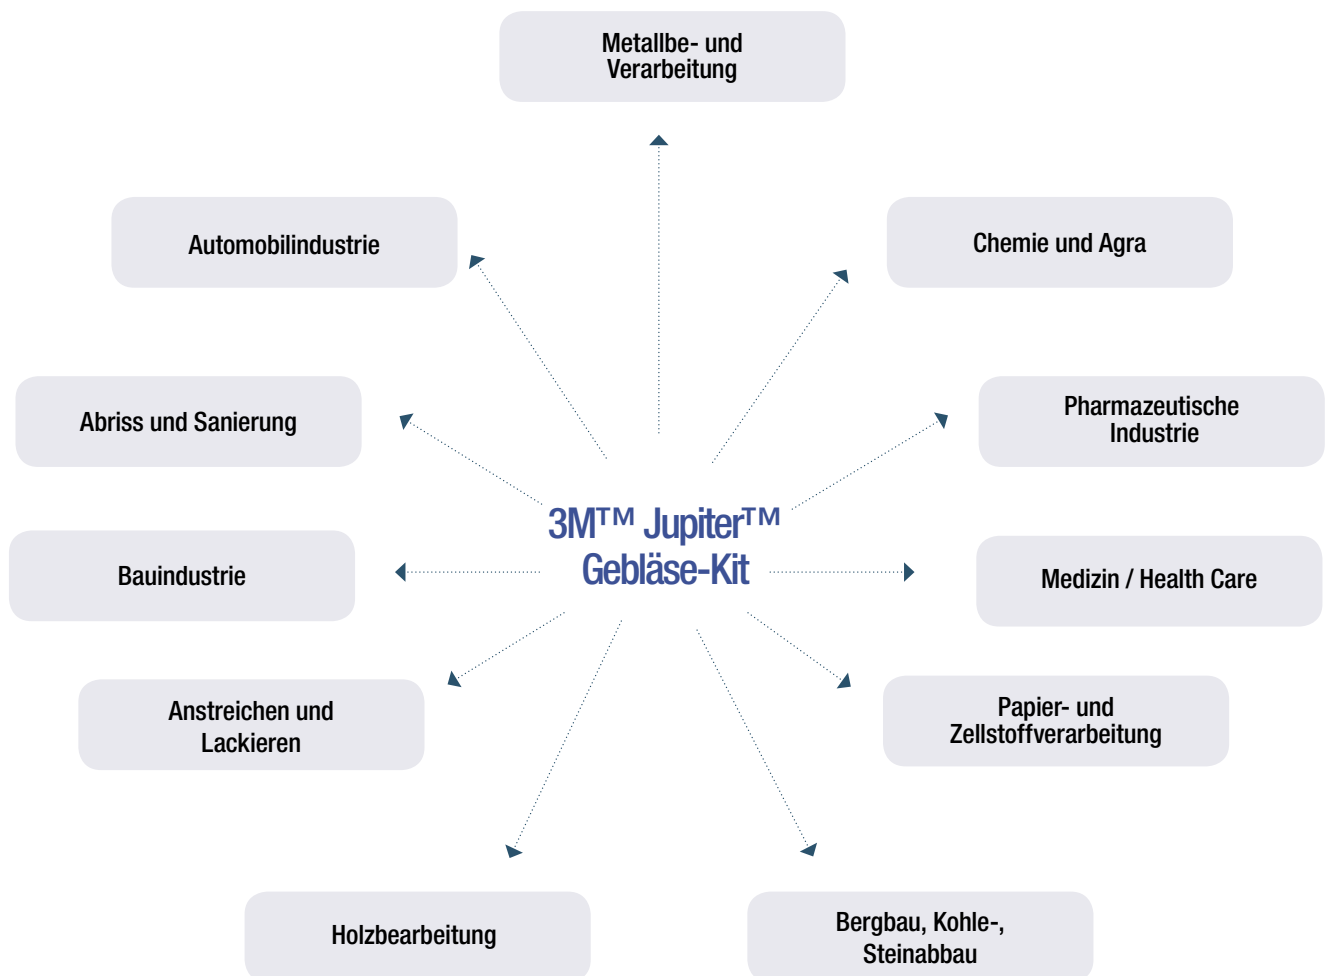 Metallbe- und
Verarbeitung
Automobilindustrie
Chemie und Agra
Abriss und Sanierung
Pharmazeutische
Industrie
3M™ Jupiter™
Gebläse-Kit
Bauindustrie
Medizin / Health Care
Anstreichen und
Lackieren
Papier- und
Zellstoffverarbeitung
Holzbearbeitung
Bergbau, Kohle-,
Steinabbau